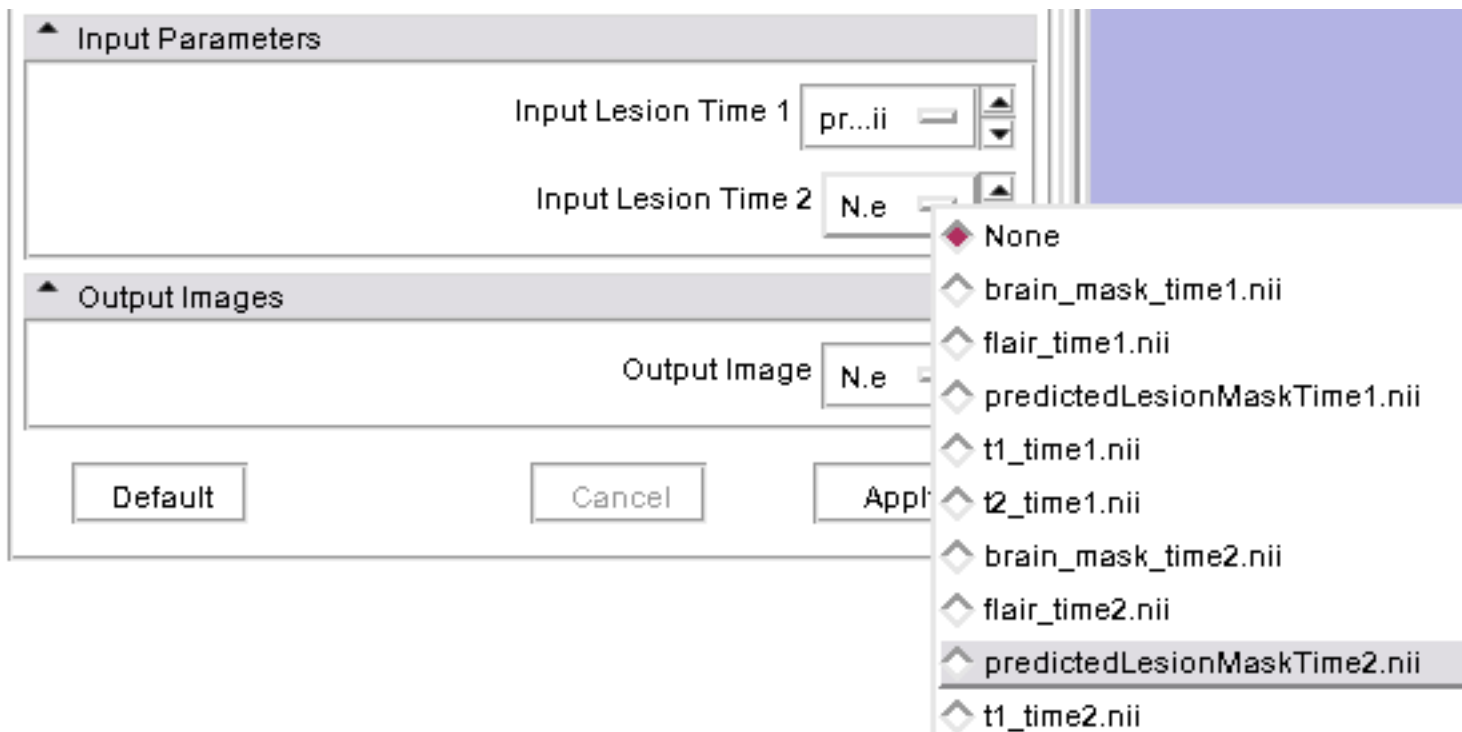 Input Parameters
Input Lesion Time 1 pr...ii
Input Lesion Time 2 N.e
None
brain_mask_time1.nii
Output Images
flair_time1.nii
Output Image N.e
predictedLesionMaskTime1.nii
t1_time1.nii
Default Cancel Appl
t2_time1.nii
brain_mask_time2.nii
flair_time2.nii
predictedLesionMaskTime2.nii
t1_time2.nii